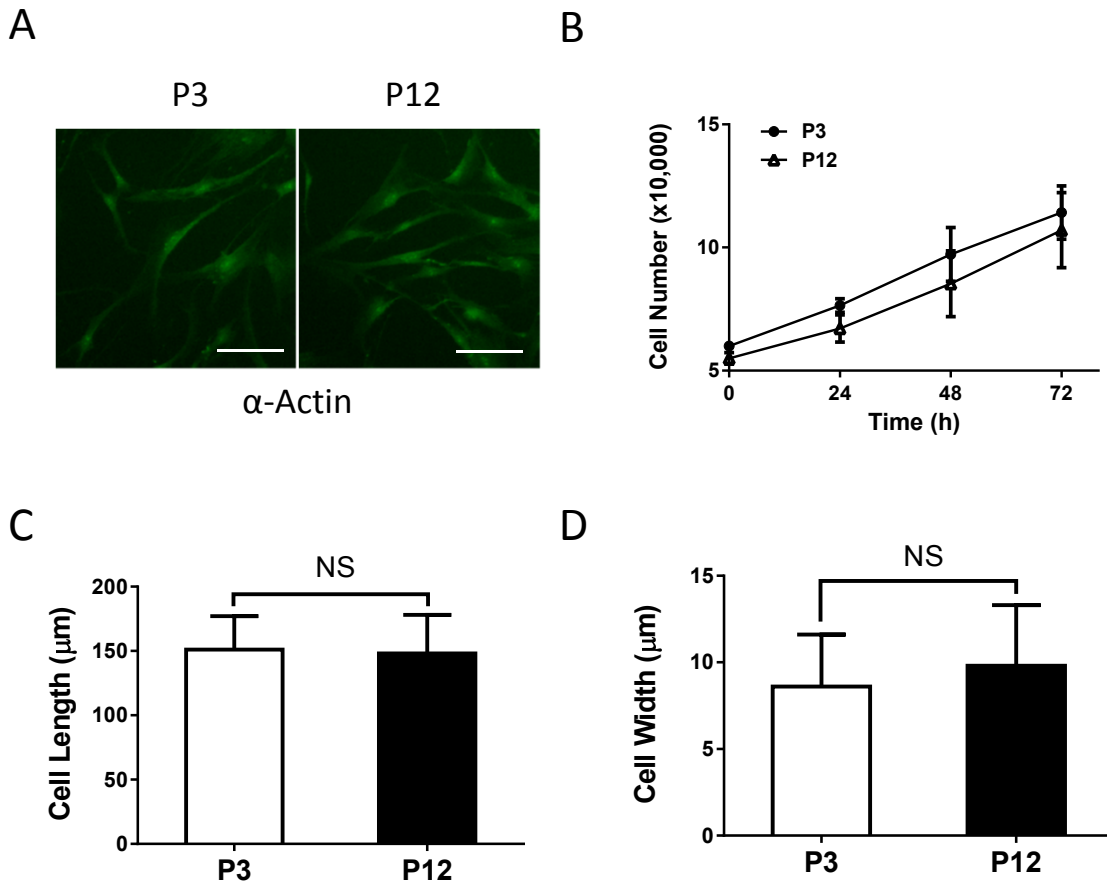 A
P3 P12
α-Actin
B
15
10
5
Cell Number (x10,000)
P3
P12
0 24 48 72
Time (h)
C
NS
200
150
100
50
0
Cell Length (μm)
P3 P12
D
NS
15
10
5
0
Cell Width (μm)
P3 P12